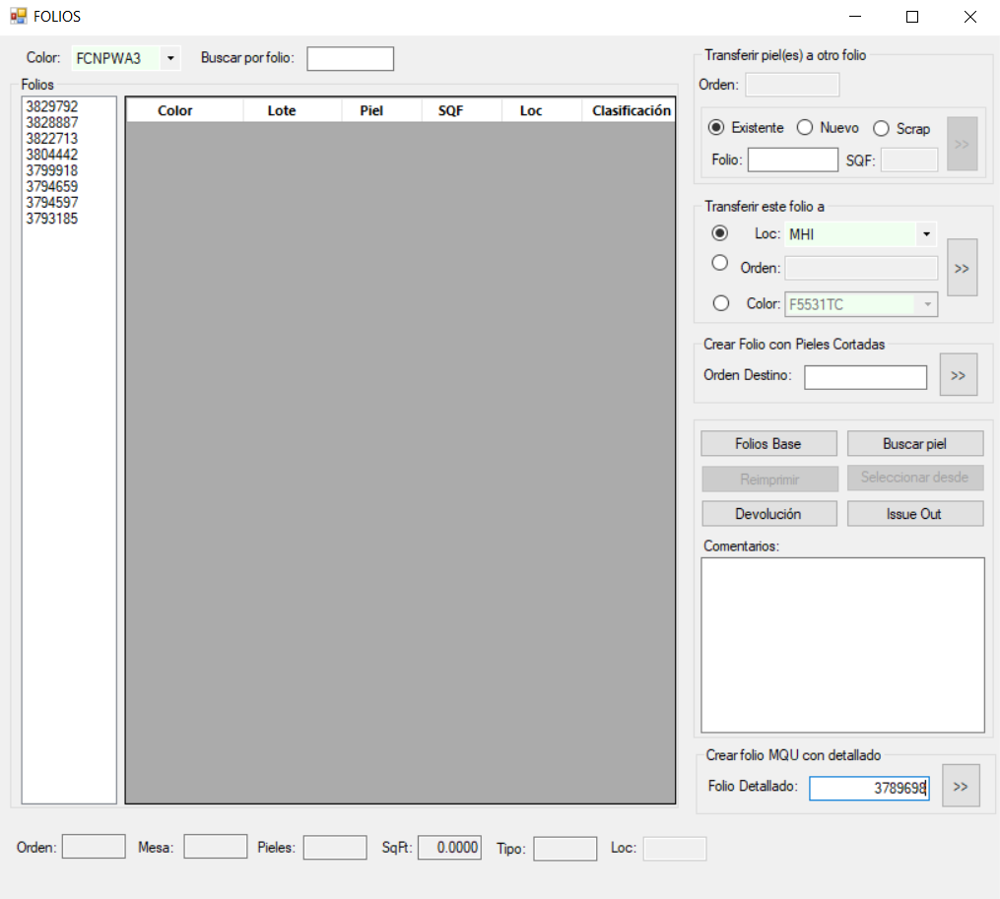 FOLIOS
Color: FCNPWA3 Buscar por folio:
Folios
3829792
3828887
3822713
3804442
3799918
3794659
3794597
3793185
Color Lote Piel SQF Loc Clasificación
Transferir piel(es) a otro folio
Orden:
Existente Nuevo Scrap
Folio: SQF: >>
Transferir este folio a
Loc: MHI
Orden: >>
Color: F5531TC
Crear Folio con Pieles Cortadas
Orden Destino: >>
Folios Base Buscar piel
Reimprimir Seleccionar desde
Devolución Issue Out
Comentarios:
Crear folio MQU con detallado
Folio Detallado: 3789698 >>
Orden: Mesa: Pieles: SqFt: 0.0000 Tipo: Loc: